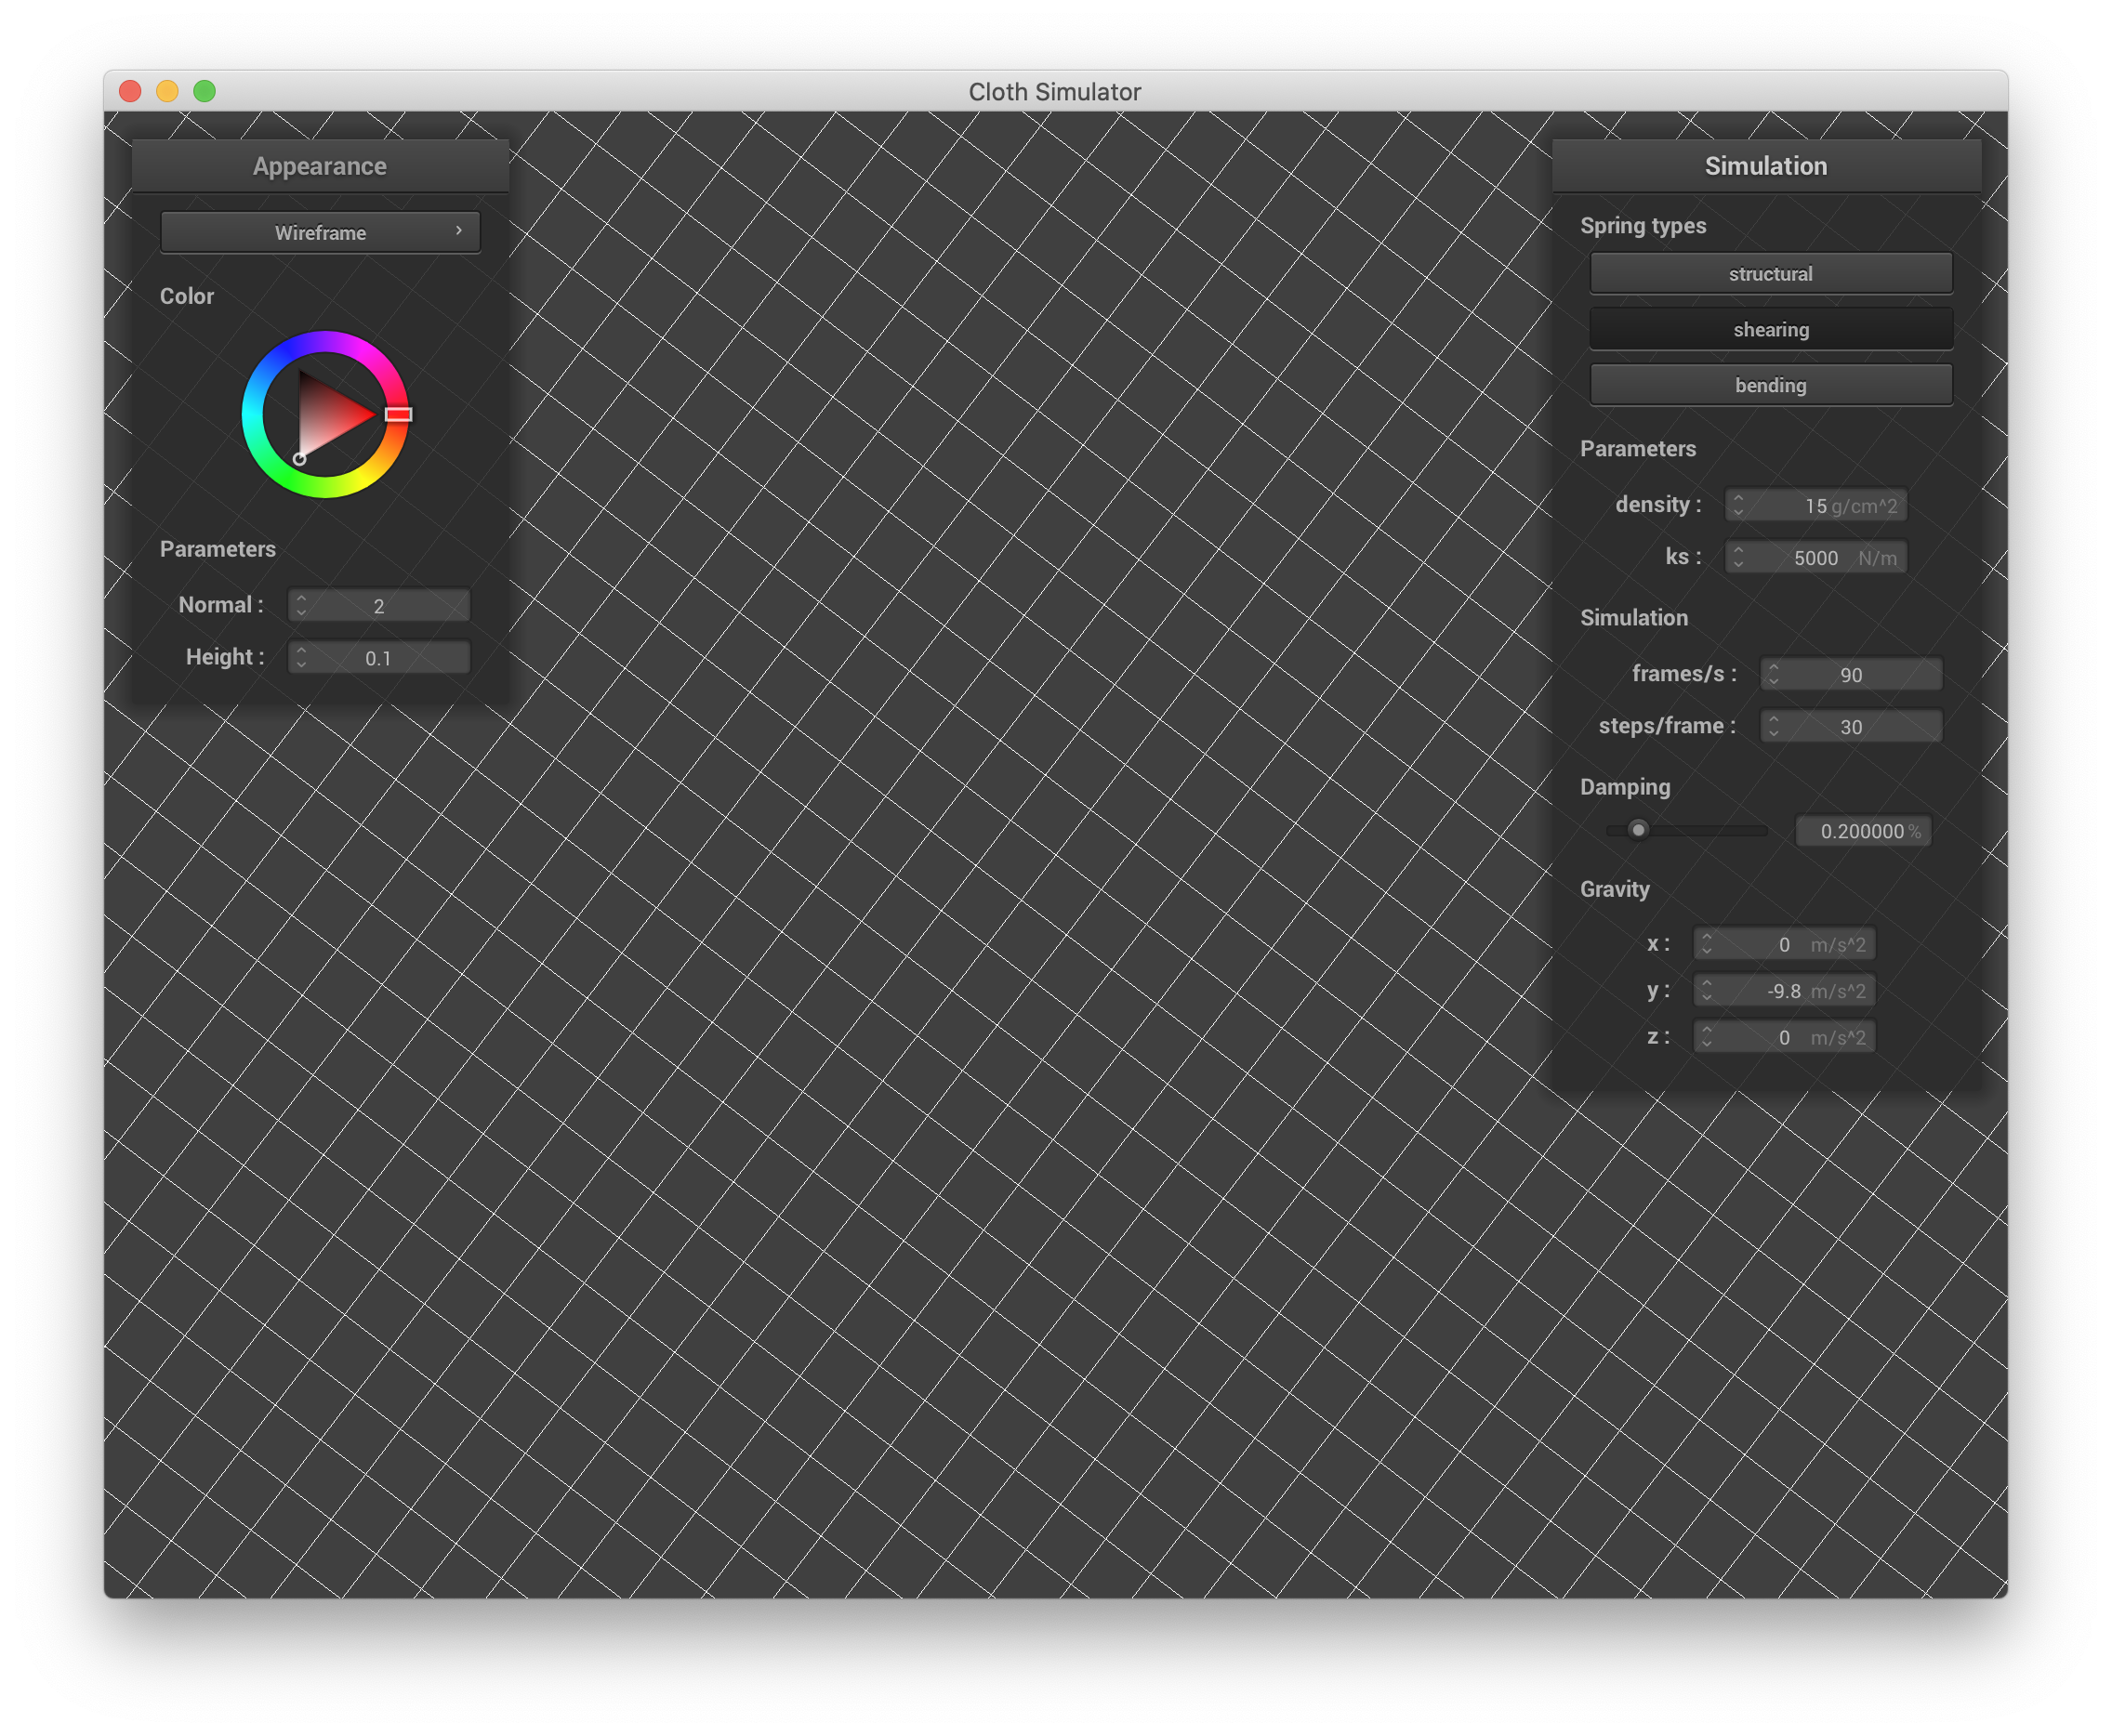 Cloth Simulator
Appearance
Wireframe
Color
Parameters
Normal : 2
Height : 0.1
Simulation
Spring types
structural
shearing
bending
Parameters
density : 15 g/cm^2
ks : 5000 N/m
Simulation
frames/s : 90
steps/frame : 30
Damping
0.200000 %
Gravity
x : 0 m/s^2
y : -9.8 m/s^2
z : 0 m/s^2